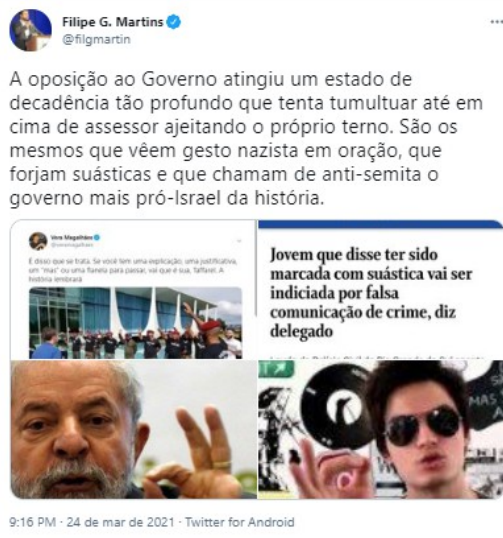 Filipe G. Martins
@filgmartin
A oposição ao Governo atingiu um estado de
decadência tão profundo que tenta tumultuar até em
cima de assessor ajeitando o próprio terno. São os
mesmos que vêem gesto nazista em oração, que
forjam suásticas e que chamam de anti-semita o
governo mais pró-Israel da história.
Vera Magalhães
@veramagalhaes
É disso que se trata. Se você tem uma explicação, uma justificativa,
um "mas" ou uma flanela para passar, vai que é sua, Taffarel. A
história lembrará
Jovem que disse ter sido
marcada com suástica vai ser
indiciada por falsa
comunicação de crime, diz
delegado
MAS
9:16 PM · 24 de mar de 2021 · Twitter for Android